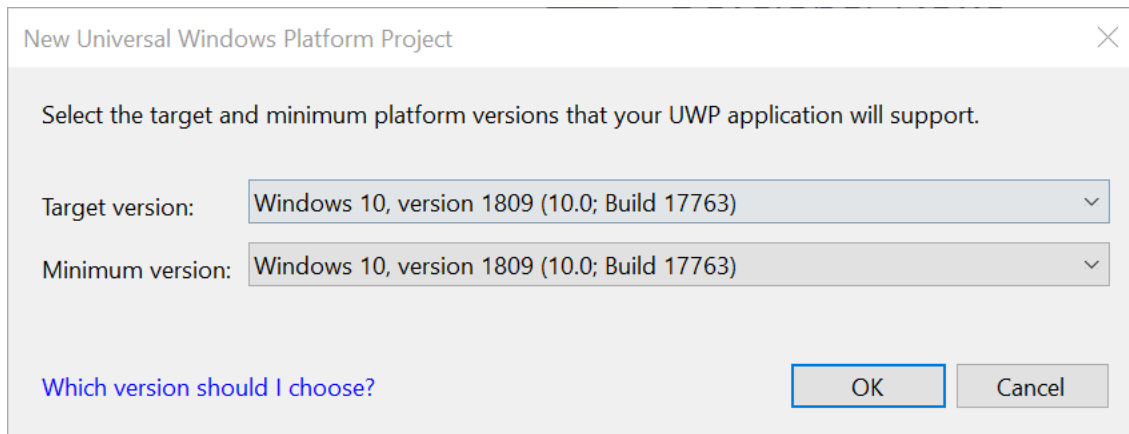 New Universal Windows Platform Project
Select the target and minimum platform versions that your UWP application will support.
Target version: Windows 10, version 1809 (10.0; Build 17763)
Minimum version: Windows 10, version 1809 (10.0; Build 17763)
Which version should I choose? OK Cancel